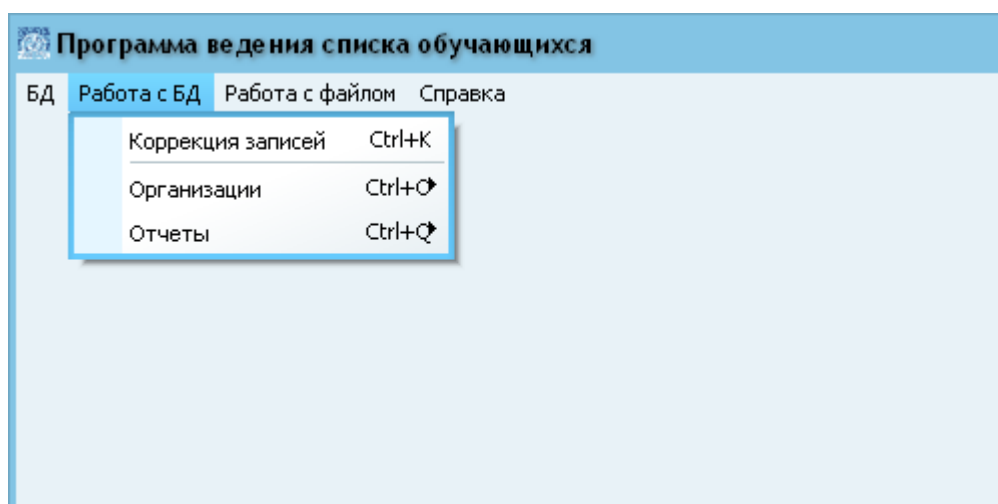 Программа ведения списка обучающихся
БД Работа с БД Работа с файлом Справка
Коррекция записей Ctrl+K
Организации Ctrl+O
Отчеты Ctrl+Q